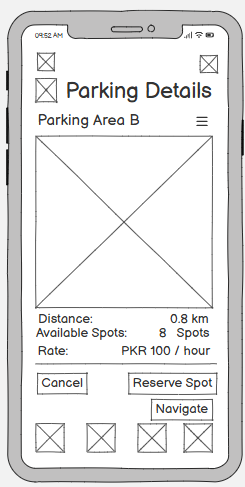 09:52 AM
Parking Details
Parking Area B
Distance: 0.8 km
Available Spots: 8 Spots
Rate: PKR 100 / hour
Cancel Reserve Spot
Navigate